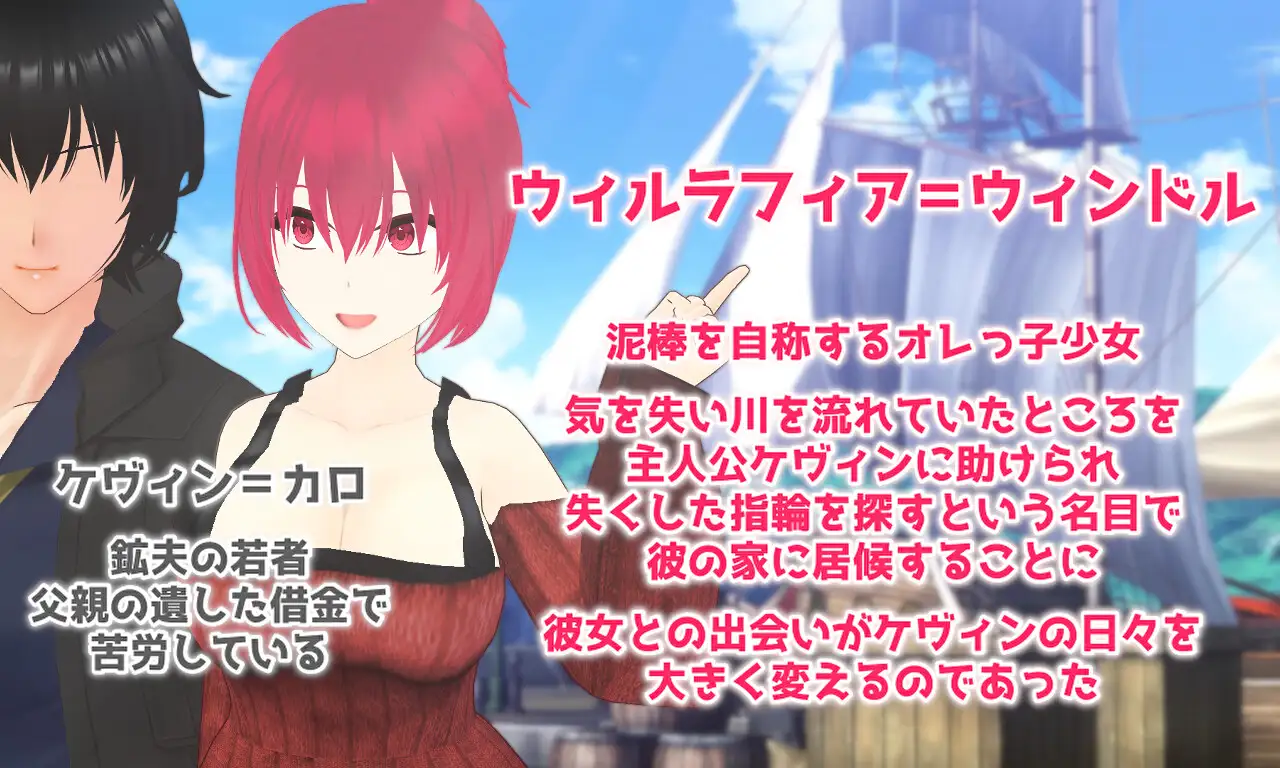 ウィルラフィア=ウィンドル
泥棒を自称するオレっ子少女
気を失い川を流れていたところを
主人公ケヴィンに助けられ
失くした指輪を探すという名目で
彼の家に居候することに
彼女との出会いがケヴィンの日々を
大きく変えるのであった
ケヴィン=カロ
鉱夫の若者
父親の遺した借金で
苦労している